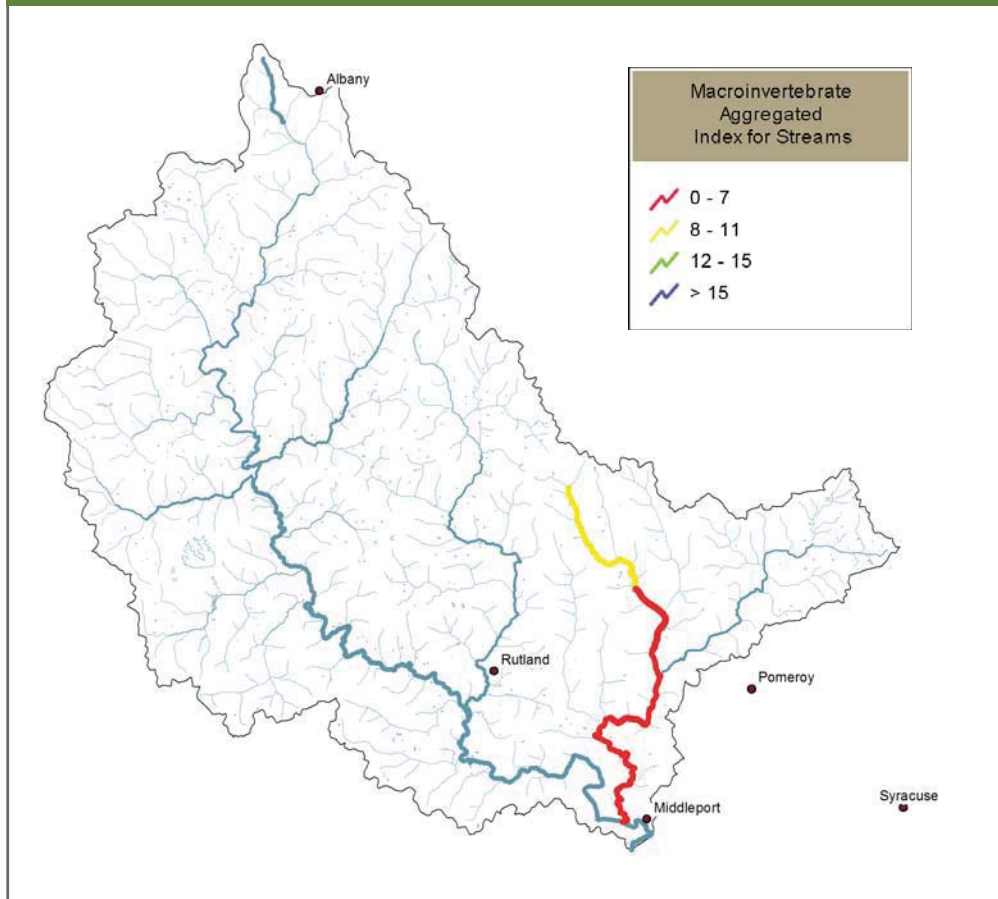 Albany
Macroinvertebrate
Aggregated
Index for Streams
0 - 7
8 - 11
12 - 15
> 15
Rutland
Pomeroy
Syracuse
Middleport